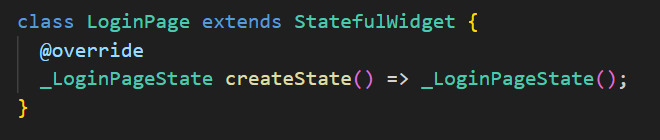 class LoginPage extends StatefulWidget {
  @override
  _LoginPageState createState() => _LoginPageState();
}